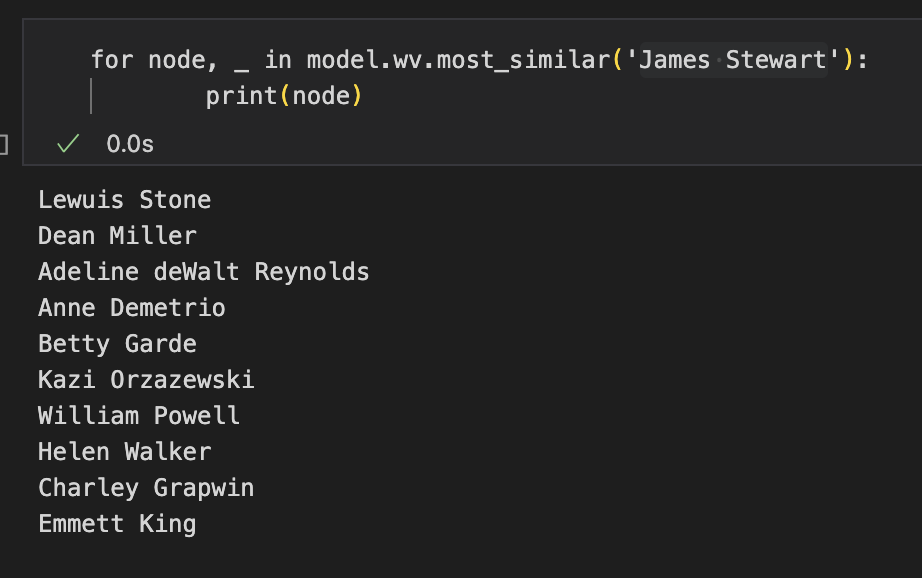 for node, _ in model.wv.most_similar('James Stewart'):
print(node)
0.0s
Lewuis Stone
Dean Miller
Adeline deWalt Reynolds
Anne Demetrio
Betty Garde
Kazi Orzazewski
William Powell
Helen Walker
Charley Grapwin
Emmett King